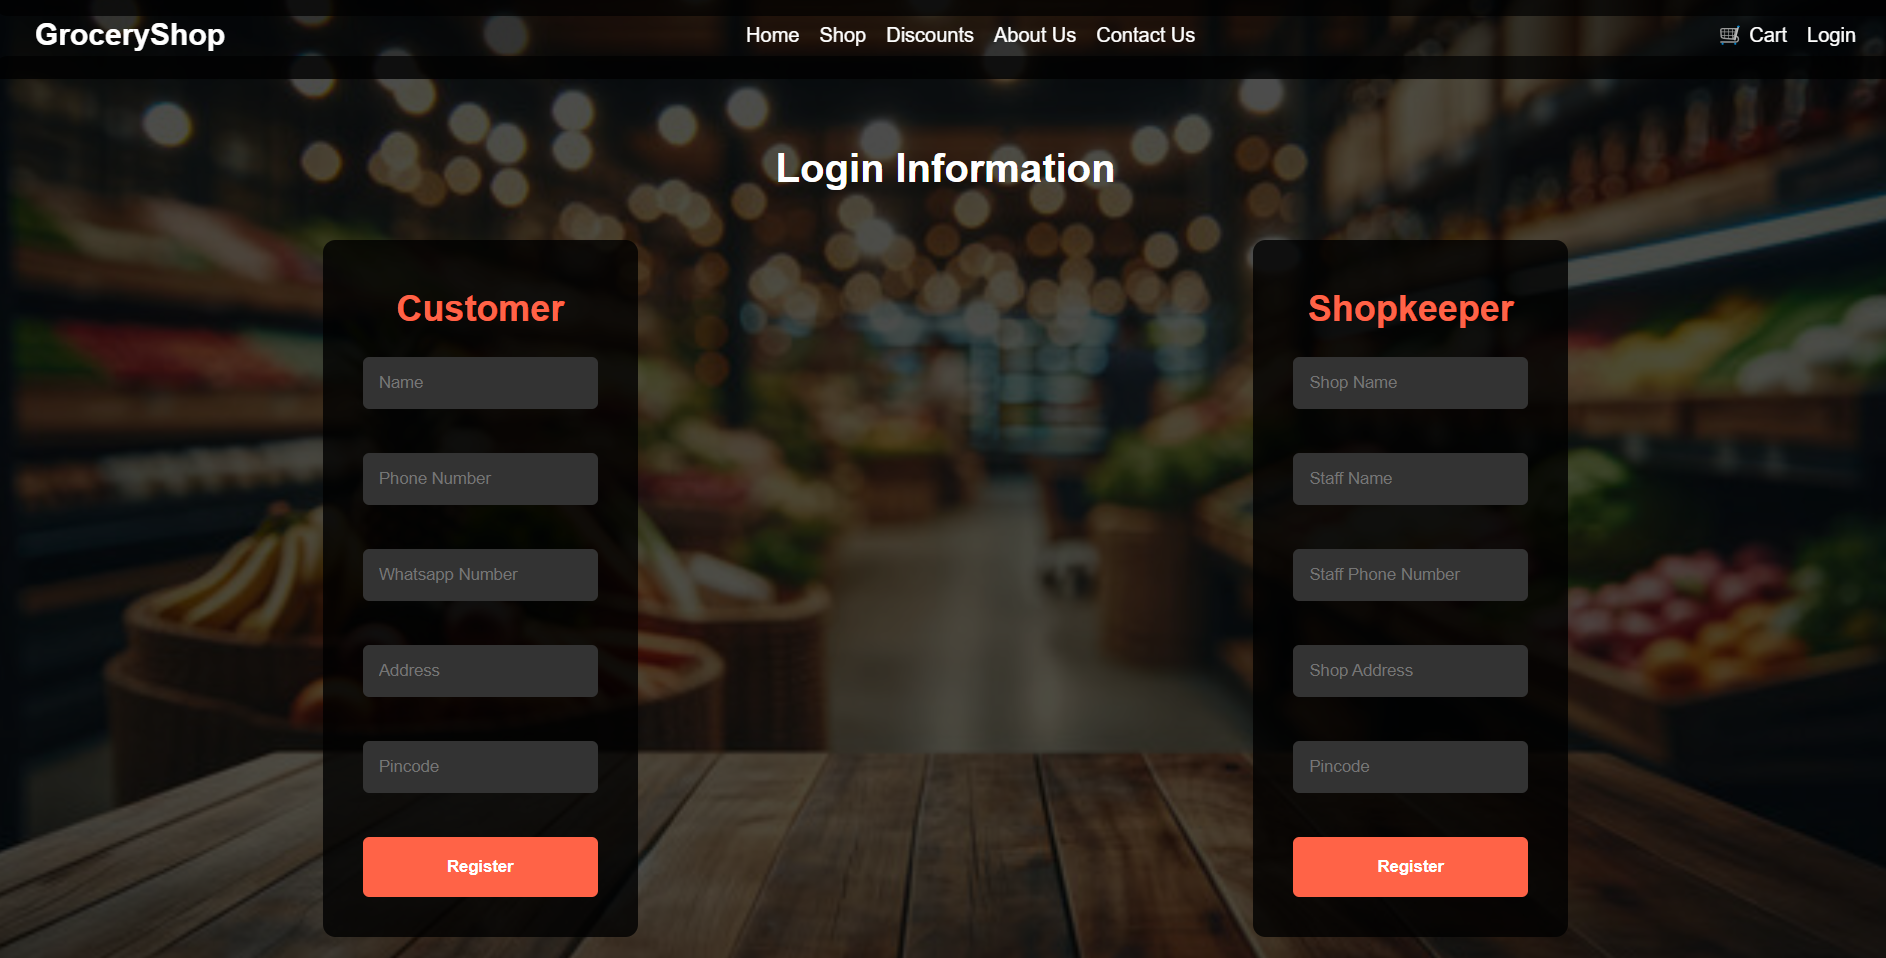 GroceryShop
Home Shop Discounts About Us Contact Us
Cart Login
Login Information
Customer
Name
Phone Number
Whatsapp Number
Address
Pincode
Register
Shopkeeper
Shop Name
Staff Name
Staff Phone Number
Shop Address
Pincode
Register